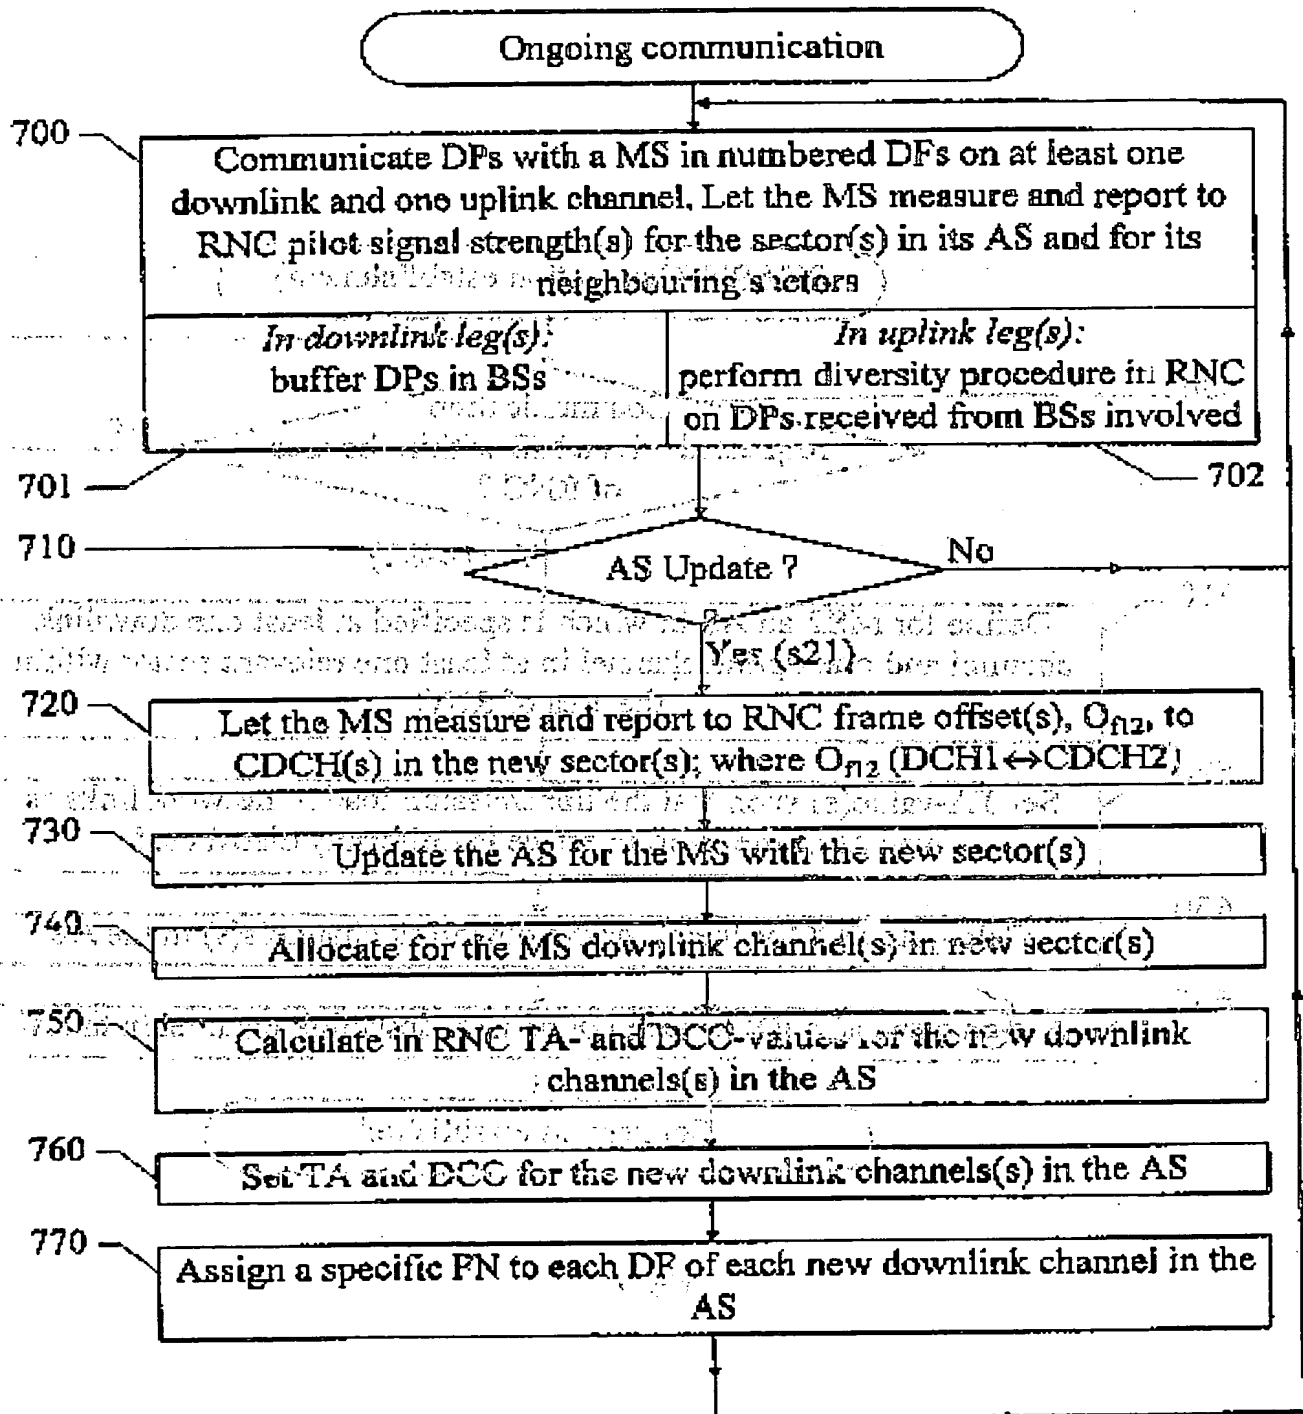 Ongoing communication
700
Communicate DPs with a MS in numbered DFs on at least one
downlink and one uplink channel. Let the MS measure and report to
RNC pilot signal strength(s) for the sector(s) in its AS and for its
neighbouring sectors
In downlink leg(s):
buffer DPs in BSs
In uplink leg(s):
perform diversity procedure in RNC
on DPs received from BSs involved
701
702
710
AS Update ?
No
Yes (s21)
720
Let the MS measure and report to RNC frame offset(s), Of12, to
CDCH(s) in the new sector(s); where Of12 (DCH1↔CDCH2)
730
Update the AS for the MS with the new sector(s)
740
Allocate for the MS downlink channel(s) in new sector(s)
750
Calculate in RNC TA- and DCC-values for the new downlink
channels(s) in the AS
760
Set TA and DCC for the new downlink channels(s) in the AS
770
Assign a specific FN to each DF of each new downlink channel in the
AS